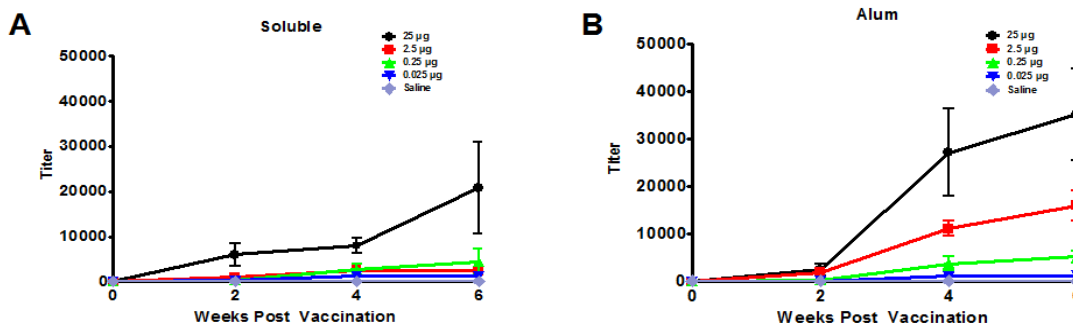 A
Soluble
25 µg
2.5 µg
0.25 µg
0.025 µg
Saline
50000
40000
30000
20000
10000
0
Titer
0 2 4 6
Weeks Post Vaccination
B
Alum
25 µg
2.5 µg
0.25 µg
0.025 µg
Saline
50000
40000
30000
20000
10000
0
Titer
0 2 4
Weeks Post Vaccination